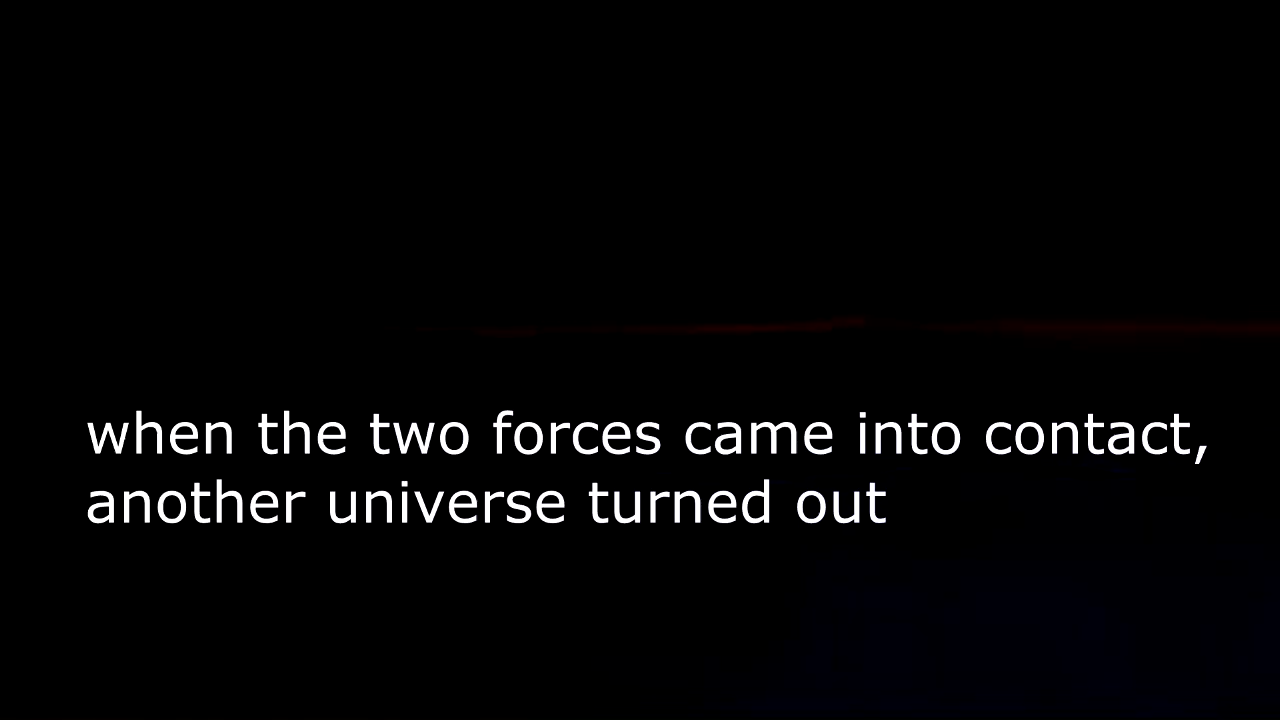 when the two forces came into contact,
another universe turned out